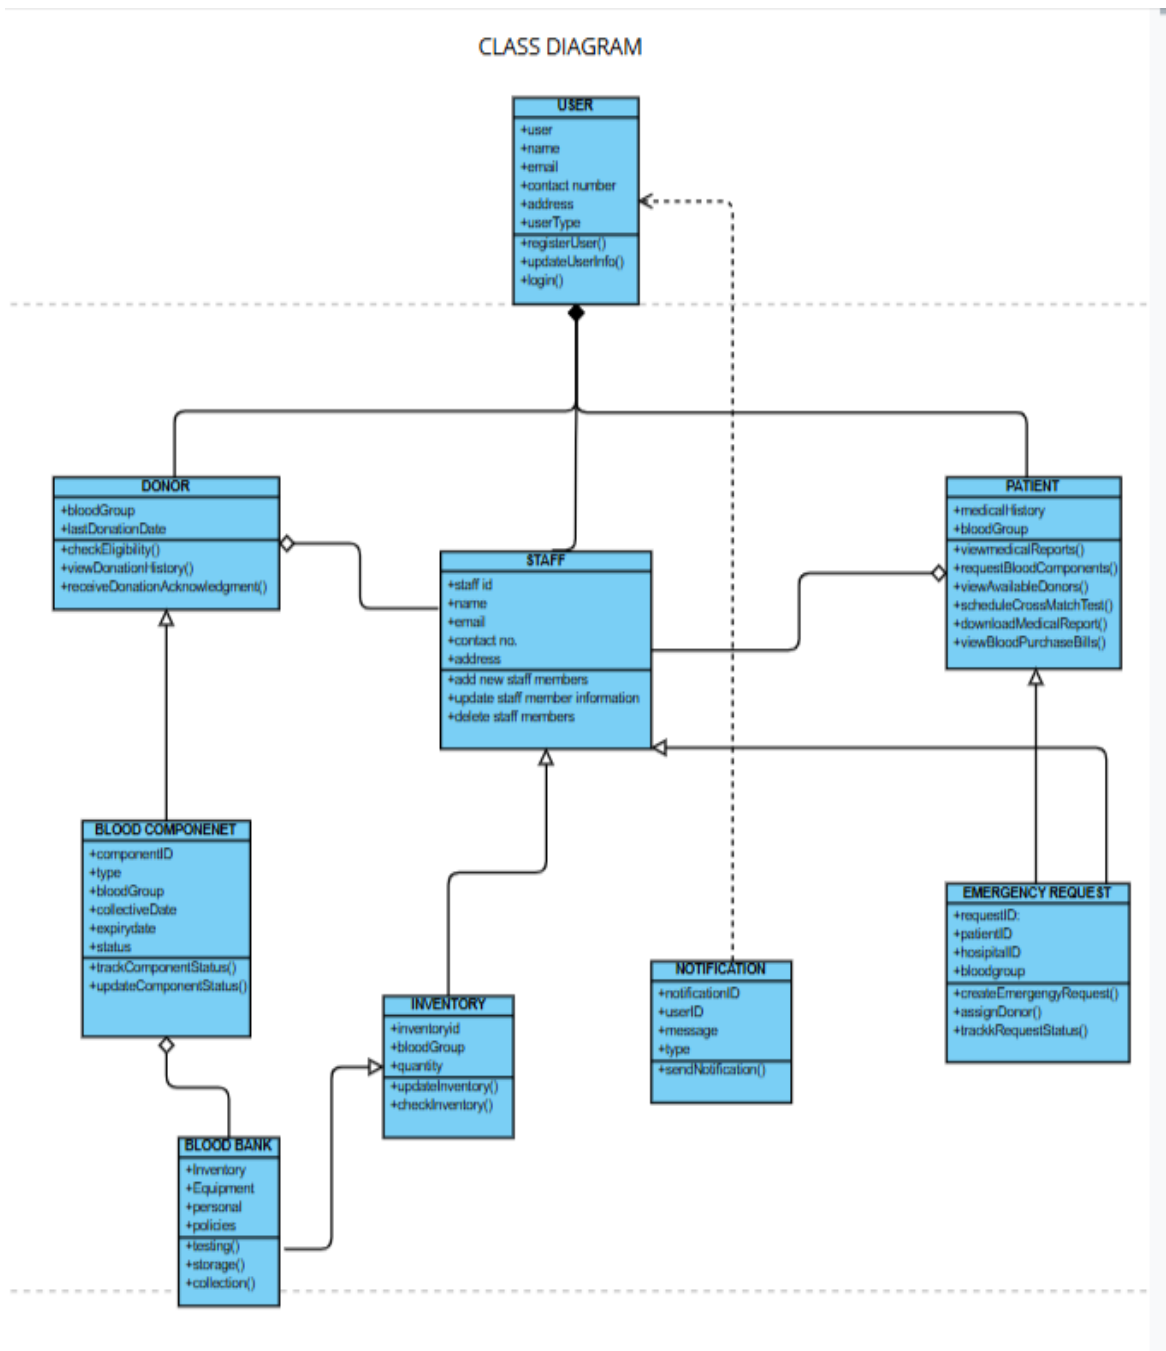 CLASS DIAGRAM
USER
+user
+name
+email
+contact number
+address
+userType
+registerUser()
+updateUserInfo()
+login()
DONOR
+bloodGroup
+lastDonationDate
+checkEligibility()
+viewDonationHistory()
+receiveDonationAcknowledgment()
STAFF
+staff id
+name
+email
+contact no.
+address
+add new staff members
+update staff member information
+delete staff members
PATIENT
+medicalHistory
+bloodGroup
+viewmedicalReports()
+requestBloodComponents()
+viewAvailableDonors()
+scheduleCrossMatchTest()
+downloadMedicalReport()
+viewBloodPurchaseBills()
BLOOD COMPONENET
+componentID
+type
+bloodGroup
+collectiveDate
+expirydate
+status
+trackComponentStatus()
+updateComponentStatus()
INVENTORY
+inventoryid
+bloodGroup
+quantity
+updateInventory()
+checkInventory()
NOTIFICATION
+notificationID
+userID
+message
+type
+sendNotification()
EMERGENCY REQUEST
+requestID:
+patientID
+hosipitalID
+bloodgroup
+createEmergengyRequest()
+assignDonor()
+trackkRequestStatus()
BLOOD BANK
+Inventory
+Equipment
+personal
+policies
+testing()
+storage()
+collection()